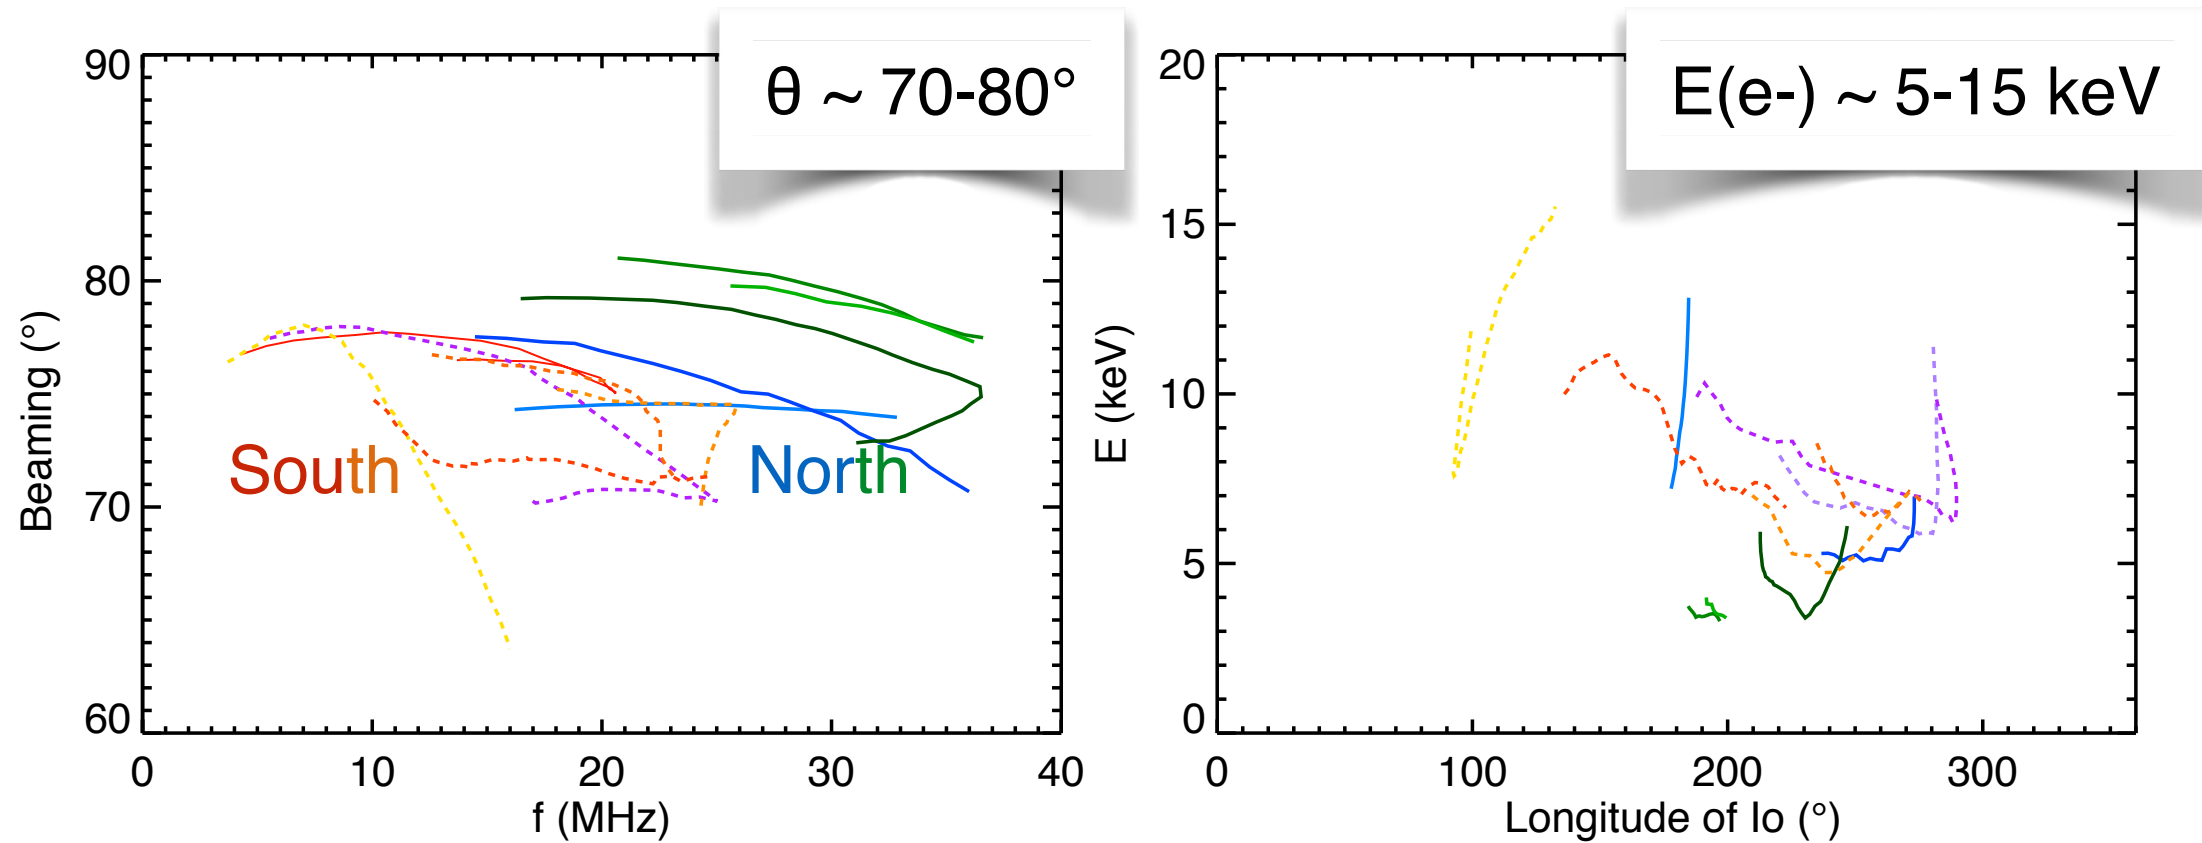 θ ~ 70-80°
90
80
70
60
Beaming (°)
South
North
0 10 20 30 40
f (MHz)
E(e-) ~ 5-15 keV
20
15
10
5
0
E (keV)
0 100 200 300
Longitude of Io (°)